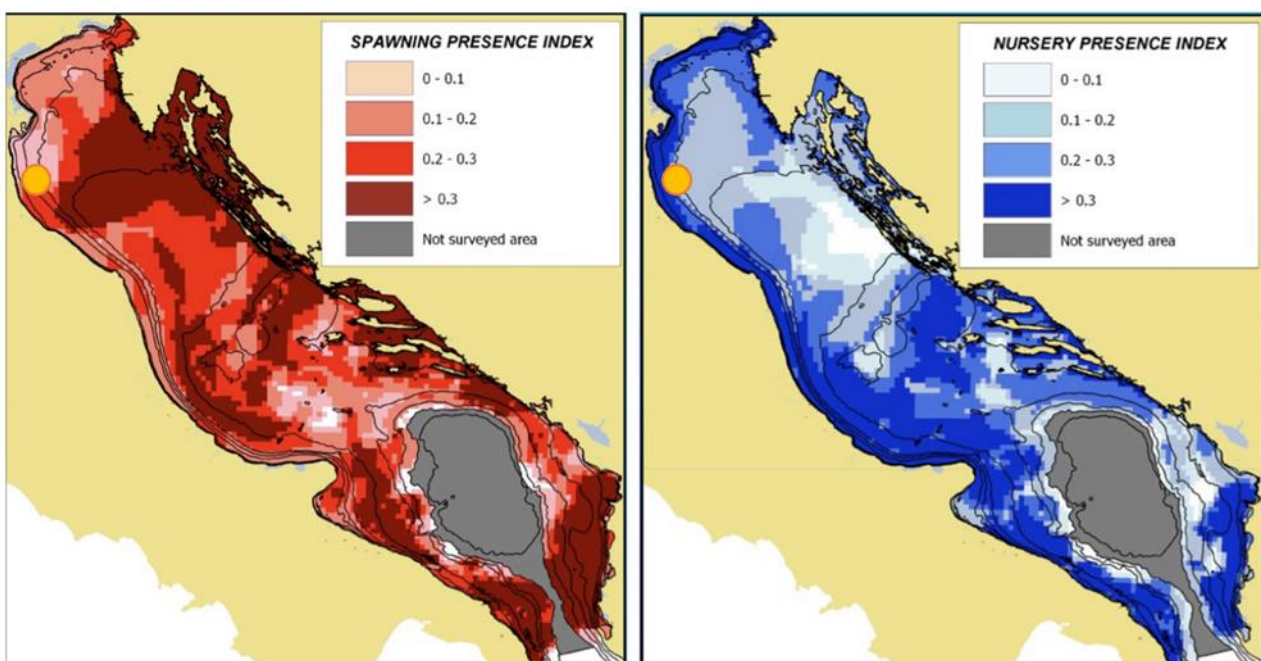 SPAWNING PRESENCE INDEX
0 - 0.1
0.1 - 0.2
0.2 - 0.3
> 0.3
Not surveyed area
NURSERY PRESENCE INDEX
0 - 0.1
0.1 - 0.2
0.2 - 0.3
> 0.3
Not surveyed area